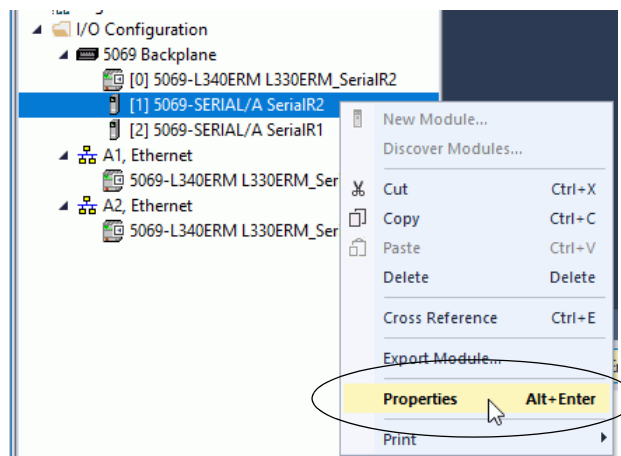 I/O Configuration
5069 Backplane
[0] 5069-L340ERM L330ERM_SerialR2
[1] 5069-SERIAL/A SerialR2
[2] 5069-SERIAL/A SerialR1
A1, Ethernet
5069-L340ERM L330ERM_Ser
A2, Ethernet
5069-L340ERM L330ERM_Ser
New Module...
Discover Modules...
Cut Ctrl+X
Copy Ctrl+C
Paste Ctrl+V
Delete Delete
Cross Reference Ctrl+E
Export Module...
Properties Alt+Enter
Print